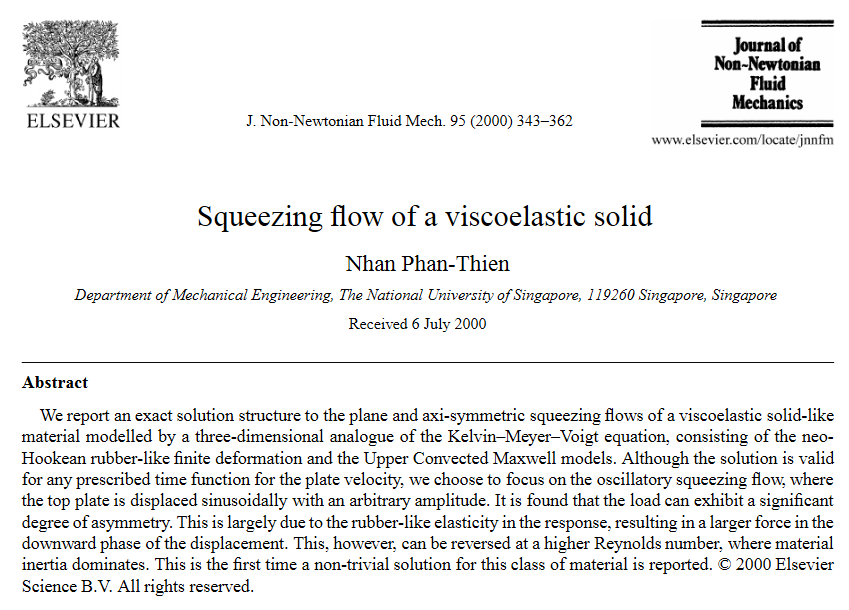 ELSEVIER
J. Non-Newtonian Fluid Mech. 95 (2000) 343–362
Journal of
Non-Newtonian
Fluid
Mechanics
www.elsevier.com/locate/jnnfm
Squeezing flow of a viscoelastic solid
Nhan Phan-Thien
Department of Mechanical Engineering, The National University of Singapore, 119260 Singapore, Singapore
Received 6 July 2000
Abstract
We report an exact solution structure to the plane and axi-symmetric squeezing flows of a viscoelastic solid-like
material modelled by a three-dimensional analogue of the Kelvin–Meyer–Voigt equation, consisting of the neo-
Hookean rubber-like finite deformation and the Upper Convected Maxwell models. Although the solution is valid
for any prescribed time function for the plate velocity, we choose to focus on the oscillatory squeezing flow, where
the top plate is displaced sinusoidally with an arbitrary amplitude. It is found that the load can exhibit a significant
degree of asymmetry. This is largely due to the rubber-like elasticity in the response, resulting in a larger force in the
downward phase of the displacement. This, however, can be reversed at a higher Reynolds number, where material
inertia dominates. This is the first time a non-trivial solution for this class of material is reported. © 2000 Elsevier
Science B.V. All rights reserved.